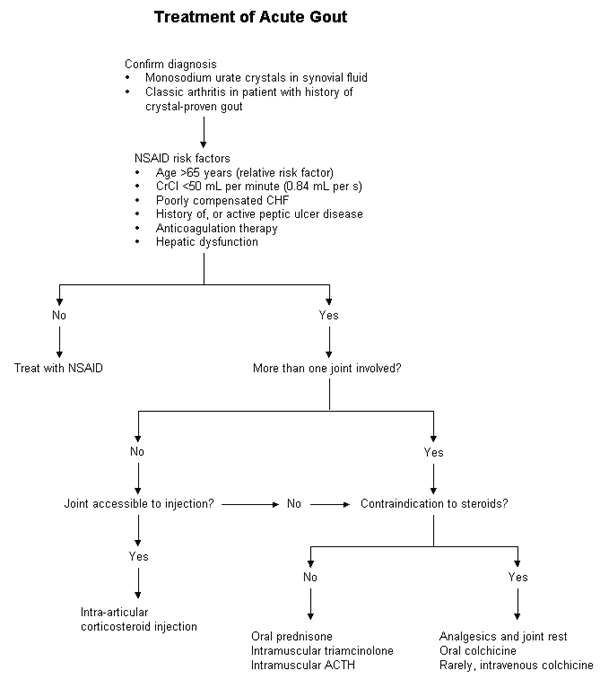 Treatment of Acute Gout
Confirm diagnosis
• Monosodium urate crystals in synovial fluid
• Classic arthritis in patient with history of
crystal-proven gout
NSAID risk factors
• Age >65 years (relative risk factor)
• CrCl <50 mL per minute (0.84 mL per s)
• Poorly compensated CHF
• History of, or active peptic ulcer disease
• Anticoagulation therapy
• Hepatic dysfunction
No
Yes
Treat with NSAID
More than one joint involved?
No
Yes
Joint accessible to injection?
No
Contraindication to steroids?
Yes
No
Yes
Intra-articular
corticosteroid injection
Oral prednisone
Intramuscular triamcinolone
Intramuscular ACTH
Analgesics and joint rest
Oral colchicine
Rarely, intravenous colchicine